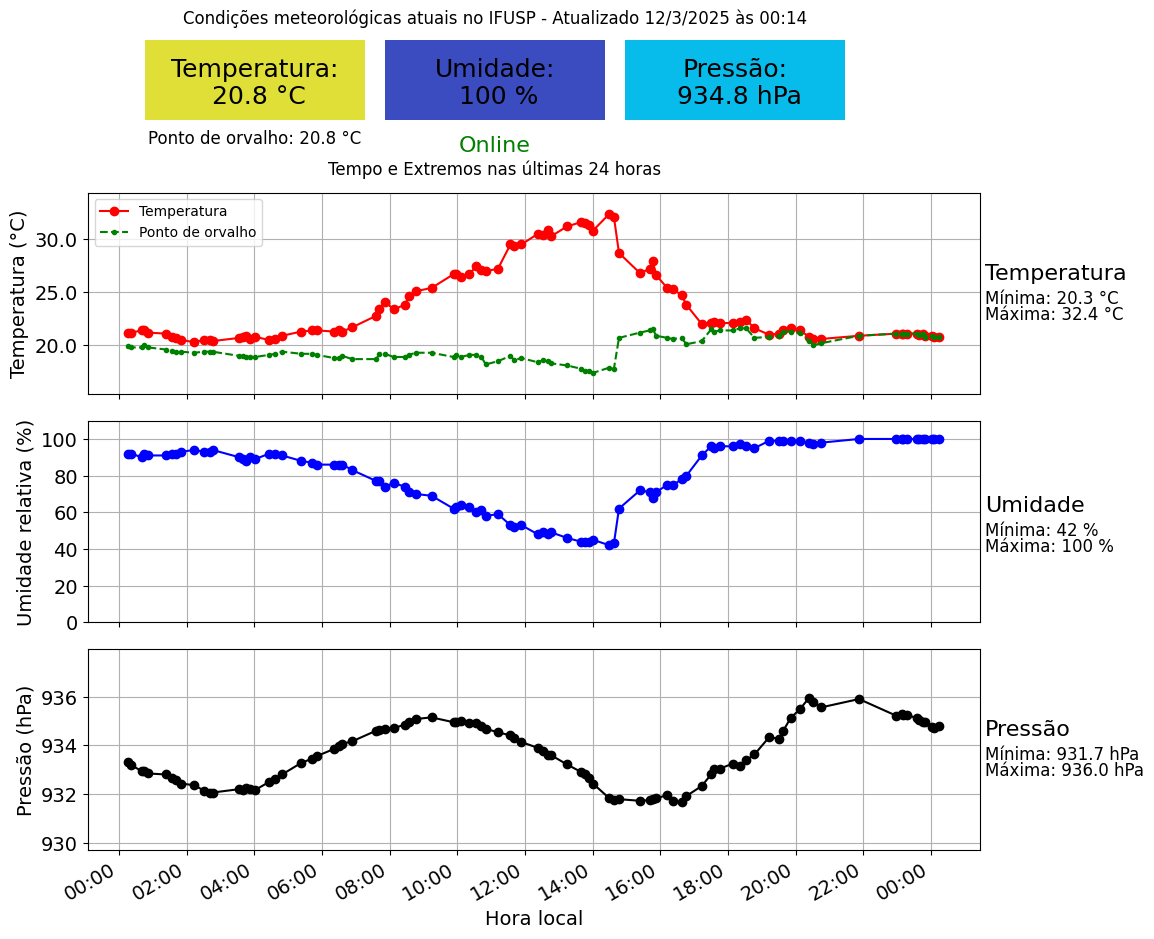 Condições meteorológicas atuais no IFUSP - Atualizado 12/3/2025 às 00:14
Temperatura:
20.8 °C
Umidade:
100 %
Pressão:
934.8 hPa
Ponto de orvalho: 20.8 °C
Online
Tempo e Extremos nas últimas 24 horas
Temperatura (°C)
30.0
25.0
20.0
Temperatura
Ponto de orvalho
Temperatura
Mínima: 20.3 °C
Máxima: 32.4 °C
Umidade relativa (%)
100
80
60
40
20
0
Umidade
Mínima: 42 %
Máxima: 100 %
Pressão (hPa)
936
934
932
930
Pressão
Mínima: 931.7 hPa
Máxima: 936.0 hPa
00:00 02:00 04:00 06:00 08:00 10:00 12:00 14:00 16:00 18:00 20:00 22:00 00:00
Hora local